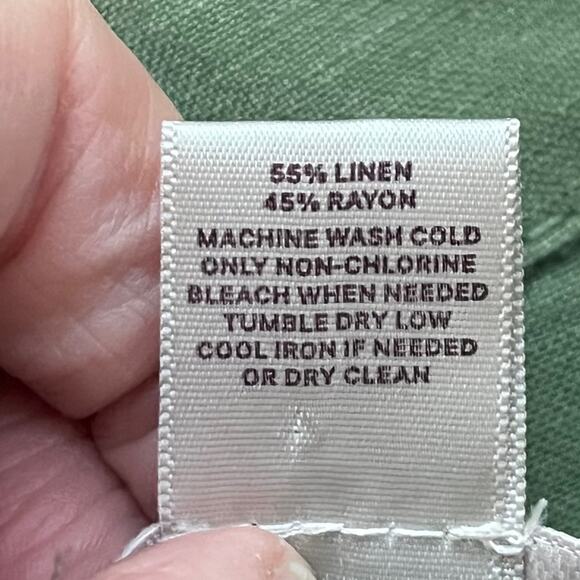 55% LINEN
45% RAYON
MACHINE WASH COLD
ONLY NON-CHLORINE
BLEACH WHEN NEEDED
TUMBLE DRY LOW
COOL IRON IF NEEDED
OR DRY CLEAN